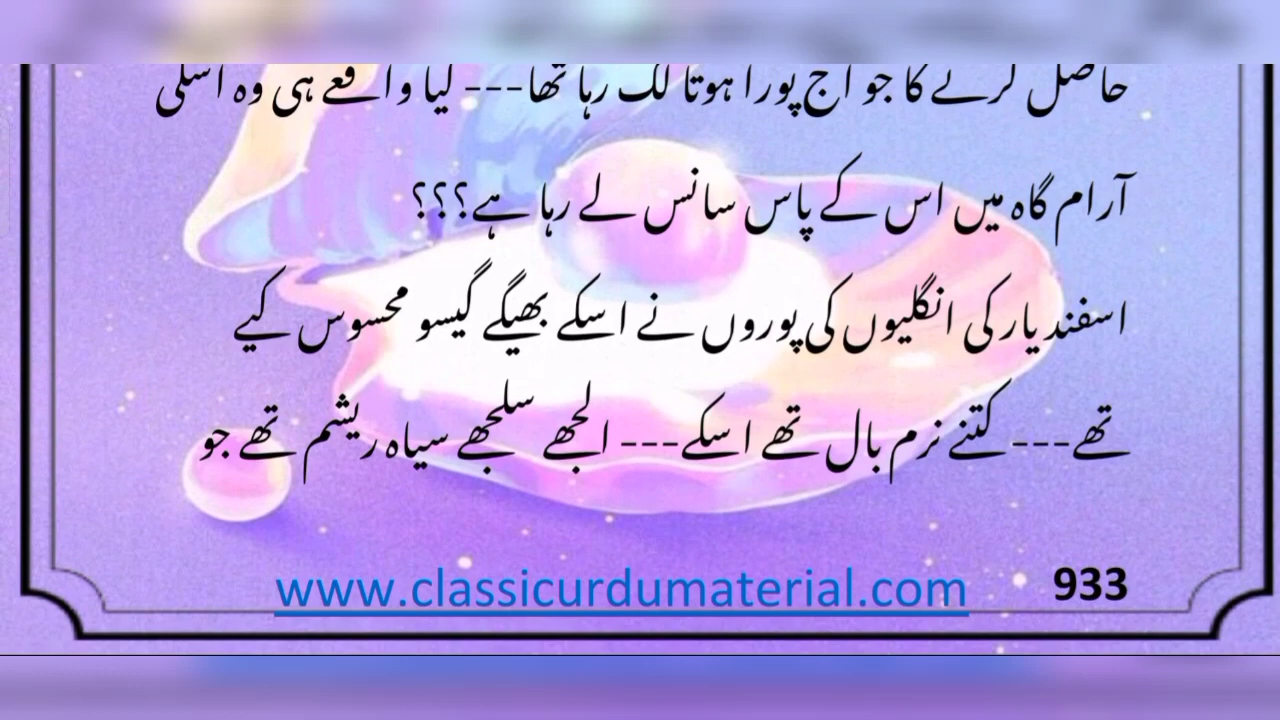 حاصل کرنے کا جو آج پورا ہوتا لگ رہا تھا--- کیا واقعے ہی وہ اسکی
آرام گاہ میں اس کے پاس سانس لے رہا ہے؟؟؟
اسفندیار کی انگلیوں کی پوروں نے اسکے بھیگے گیسو محسوس کیے
تھے--- کتنے نرم بال تھے اسکے--- الجھے سلجھے سیاہ ریشم تھے جو
www.classicurdumaterial.com 933